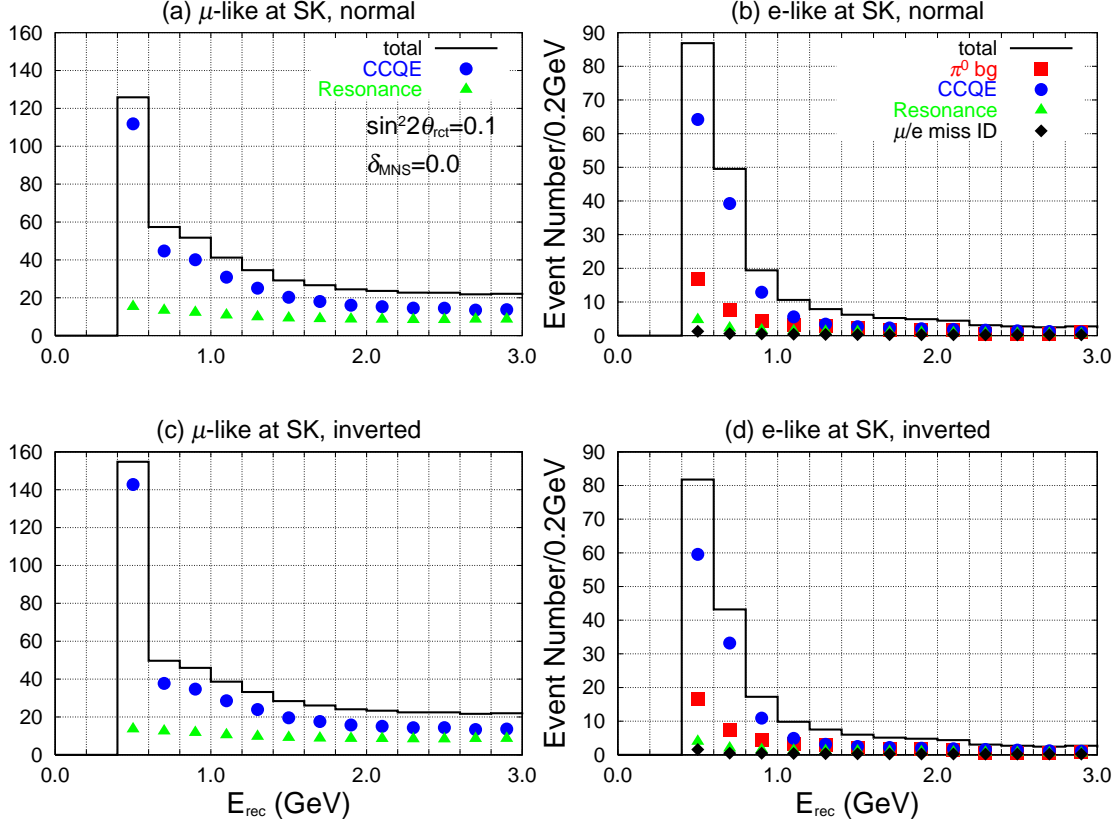 (a) μ-like at SK, normal
160
140
120
100
80
60
40
20
0
0.0 1.0 2.0 3.0
total
CCQE
Resonance
sin²2θrct=0.1
δMNS=0.0
(b) e-like at SK, normal
Event Number/0.2GeV
90
80
70
60
50
40
30
20
10
0
0.0 1.0 2.0 3.0
total
π⁰ bg
CCQE
Resonance
μ/e miss ID
(c) μ-like at SK, inverted
160
140
120
100
80
60
40
20
0
0.0 1.0 2.0 3.0
Erec (GeV)
(d) e-like at SK, inverted
Event Number/0.2GeV
90
80
70
60
50
40
30
20
10
0
0.0 1.0 2.0 3.0
Erec (GeV)